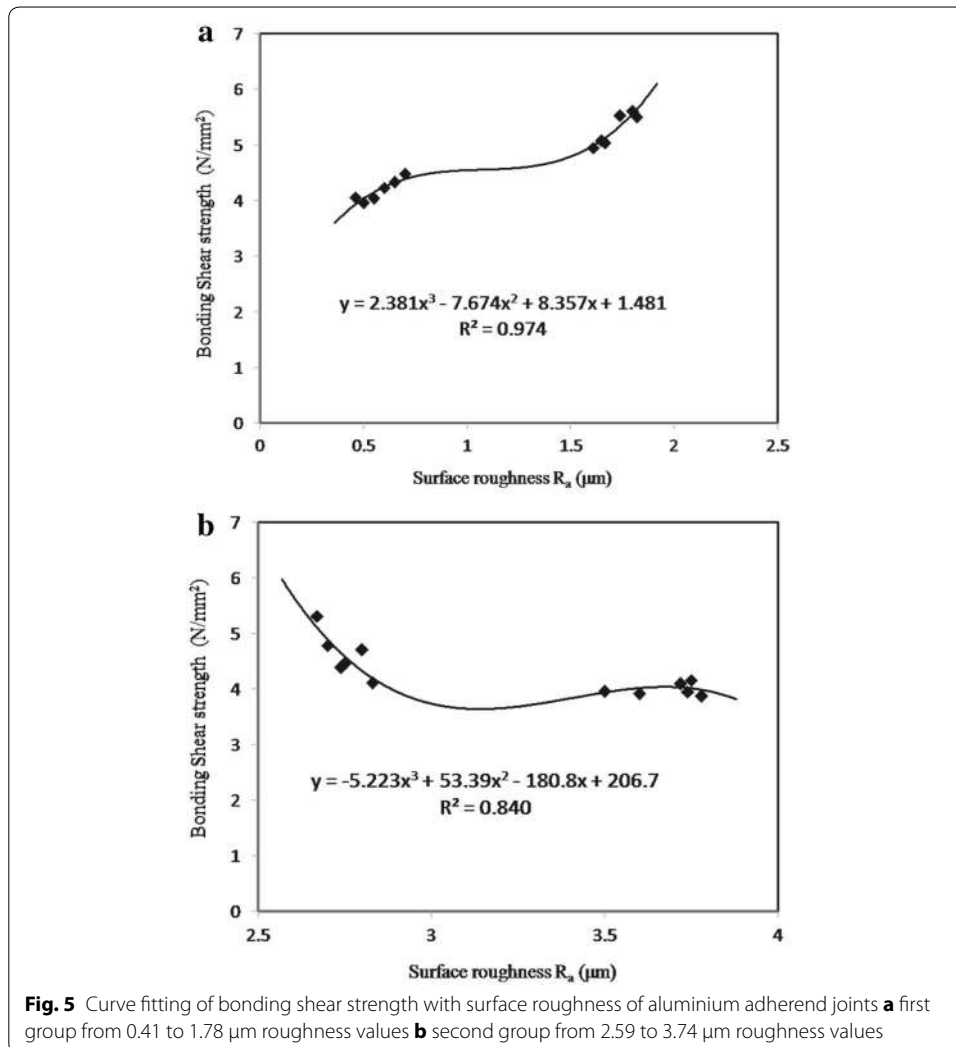 a
7
6
5
4
3
2
1
0
Bonding Shear strength (N/mm²)
y = 2.381x³ - 7.674x² + 8.357x + 1.481
R² = 0.974
0 0.5 1 1.5 2 2.5
Surface roughness Rₐ (µm)
b
7
6
5
4
3
2
1
0
Bonding Shear strength (N/mm²)
y = -5.223x³ + 53.39x² - 180.8x + 206.7
R² = 0.840
2.5 3 3.5 4
Surface roughness Rₐ (µm)
Fig. 5 Curve fitting of bonding shear strength with surface roughness of aluminium adherend joints a first
group from 0.41 to 1.78 µm roughness values b second group from 2.59 to 3.74 µm roughness values